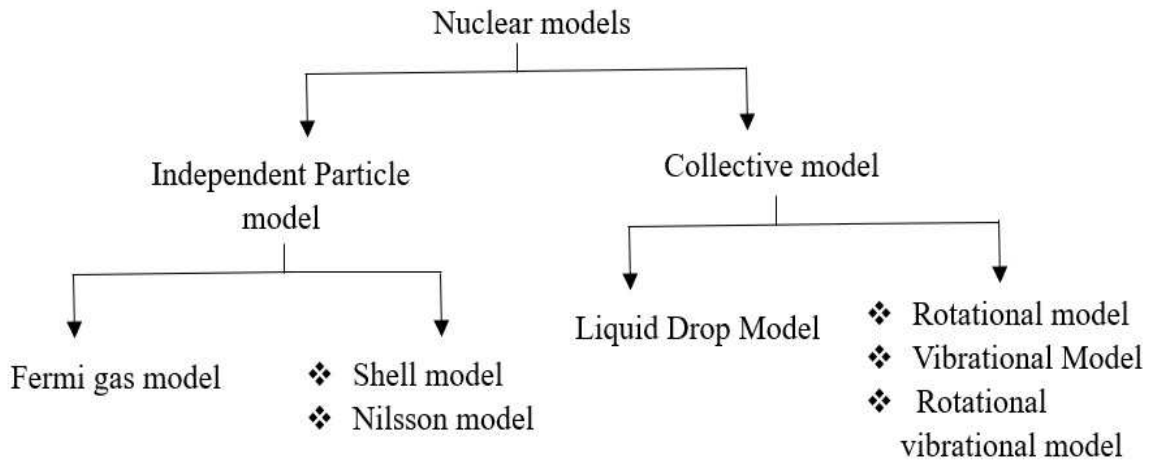 Nuclear models
Independent Particle
model
Collective model
Fermi gas model
❖ Shell model
❖ Nilsson model
Liquid Drop Model
❖ Rotational model
❖ Vibrational Model
❖ Rotational
vibrational model